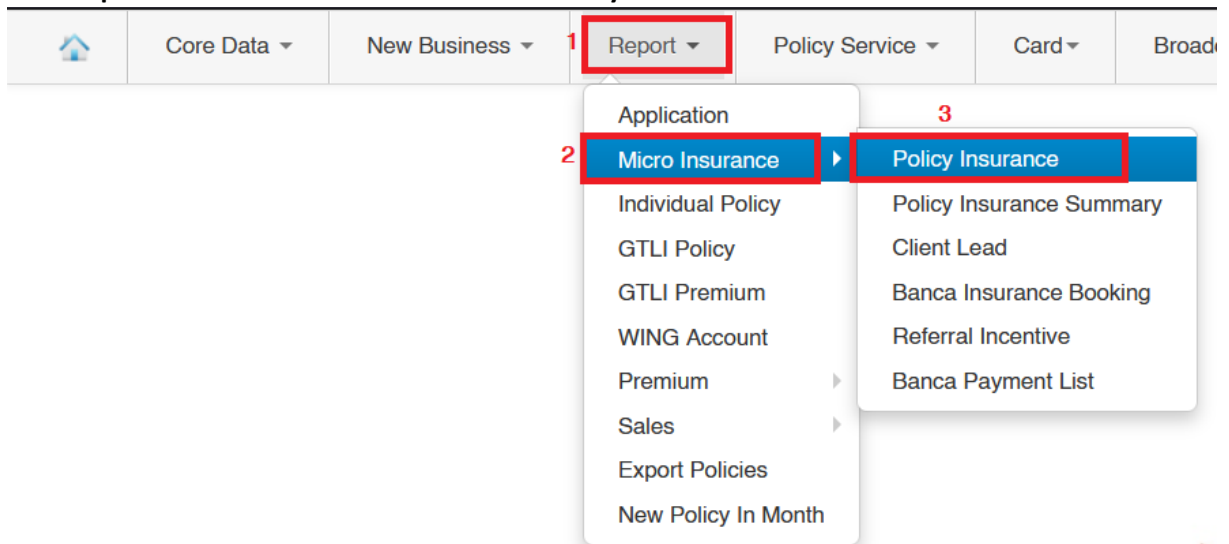 Core Data
New Business
1
Report
Policy Service
Card
Application
3
2
Micro Insurance
Policy Insurance
Individual Policy
Policy Insurance Summary
GTLI Policy
Client Lead
GTLI Premium
Banca Insurance Booking
WING Account
Referral Incentive
Premium
Banca Payment List
Sales
Export Policies
New Policy In Month